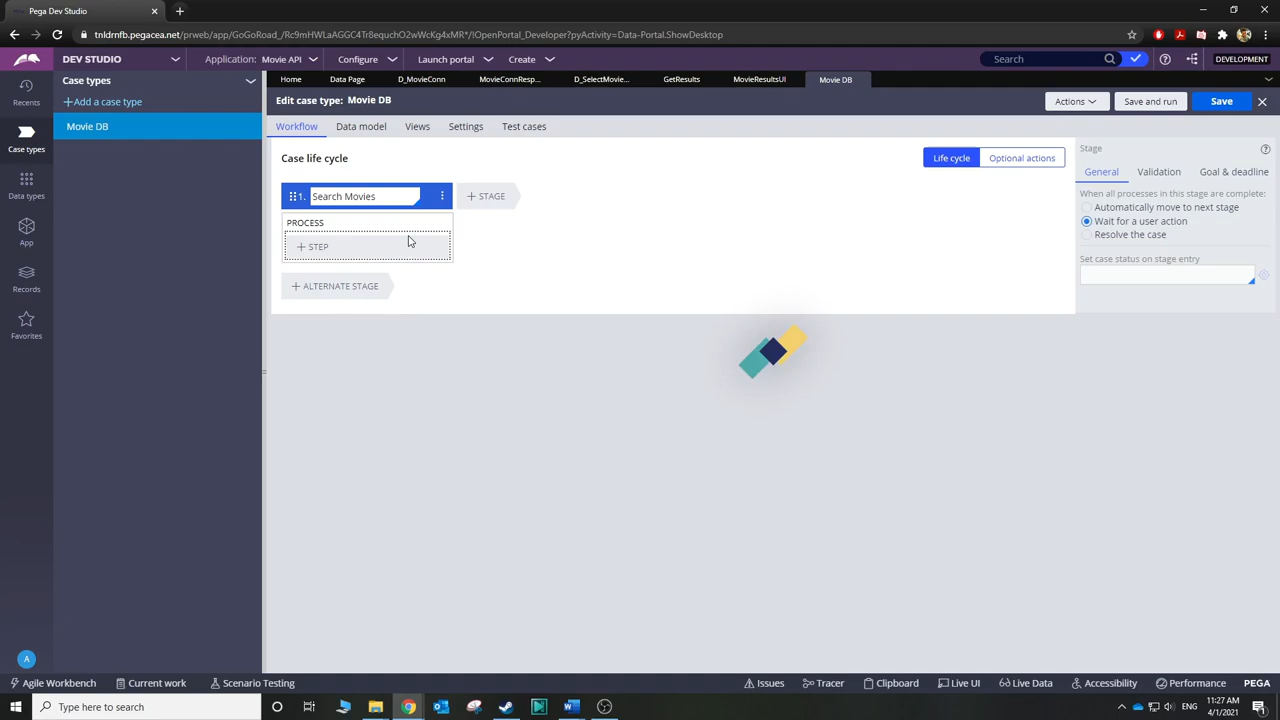 Pega Dev Studio
tnldrnfb.pegacea.net/prweb/app/GoGoRoad_/Rc9mHWLaAGGC4Tr8equchO2wWcKg4xMR*/!OpenPortal_Developer?pyActivity=Data-Portal.ShowDesktop
DEV STUDIO
Application: Movie API
Configure
Launch portal
Create
Search
DEVELOPMENT
Recents
Case types
Data types
App
Records
Favorites
A
Case types
Add a case type
Movie DB
Home
Data Page
D_MovieConn
MovieConnResp...
D_SelectMovie...
GetResults
MovieResultsUI
Movie DB
Edit case type: Movie DB
Actions
Save and run
Save
Workflow
Data model
Views
Settings
Test cases
Case life cycle
Life cycle
Optional actions
1. Search Movies
+ STAGE
PROCESS
+ STEP
+ ALTERNATE STAGE
Stage
General
Validation
Goal & deadline
When all processes in this stage are complete:
Automatically move to next stage
Wait for a user action
Resolve the case
Set case status on stage entry
Agile Workbench
Current work
Scenario Testing
Issues
Tracer
Clipboard
Live UI
Live Data
Accessibility
Performance
PEGA
Type here to search
ENG
11:27 AM
4/1/2021